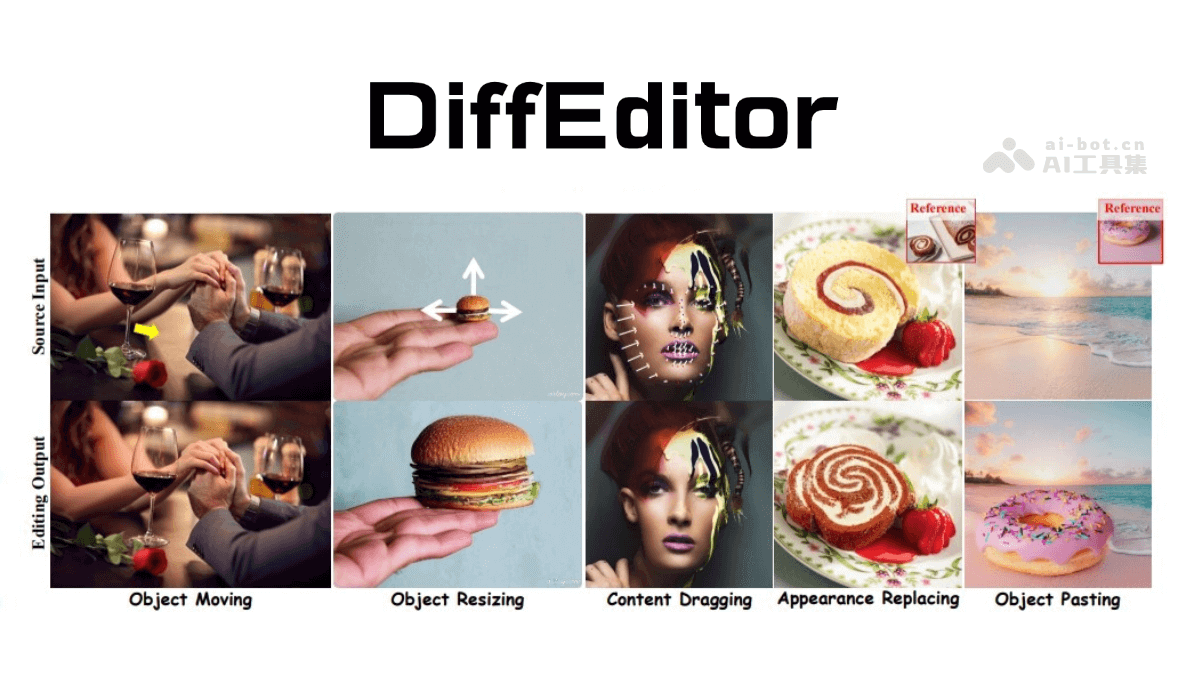 DiffEditor
ai-bot.cn
AI工具集
Reference
Reference
Source Input
Editing Output
Object Moving
Object Resizing
Content Dragging
Appearance Replacing
Object Pasting